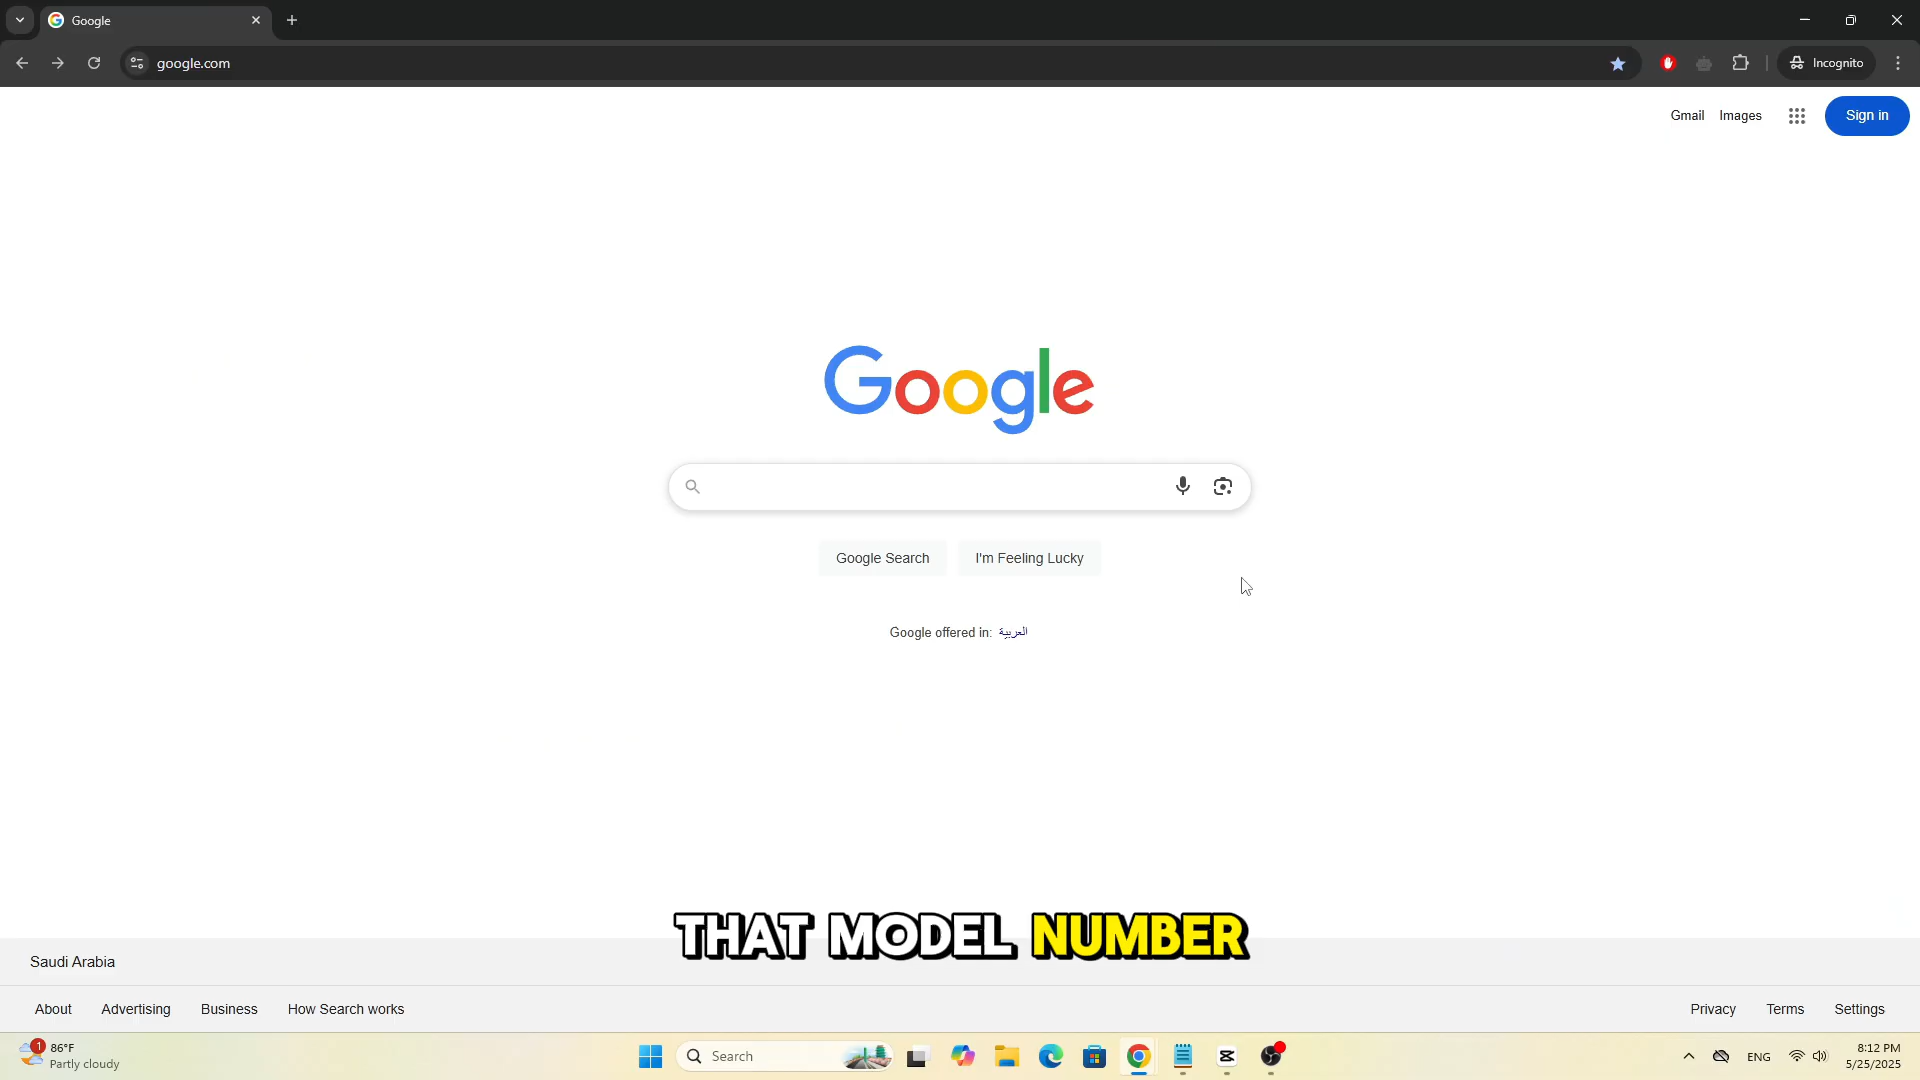 Google
google.com
Incognito
Gmail Images
Sign in
Google
Google Search I'm Feeling Lucky
Google offered in: العربية
THAT MODEL NUMBER
Saudi Arabia
About Advertising Business How Search works
Privacy Terms Settings
1
86°F
Partly cloudy
Search
ENG
8:12 PM
5/25/2025